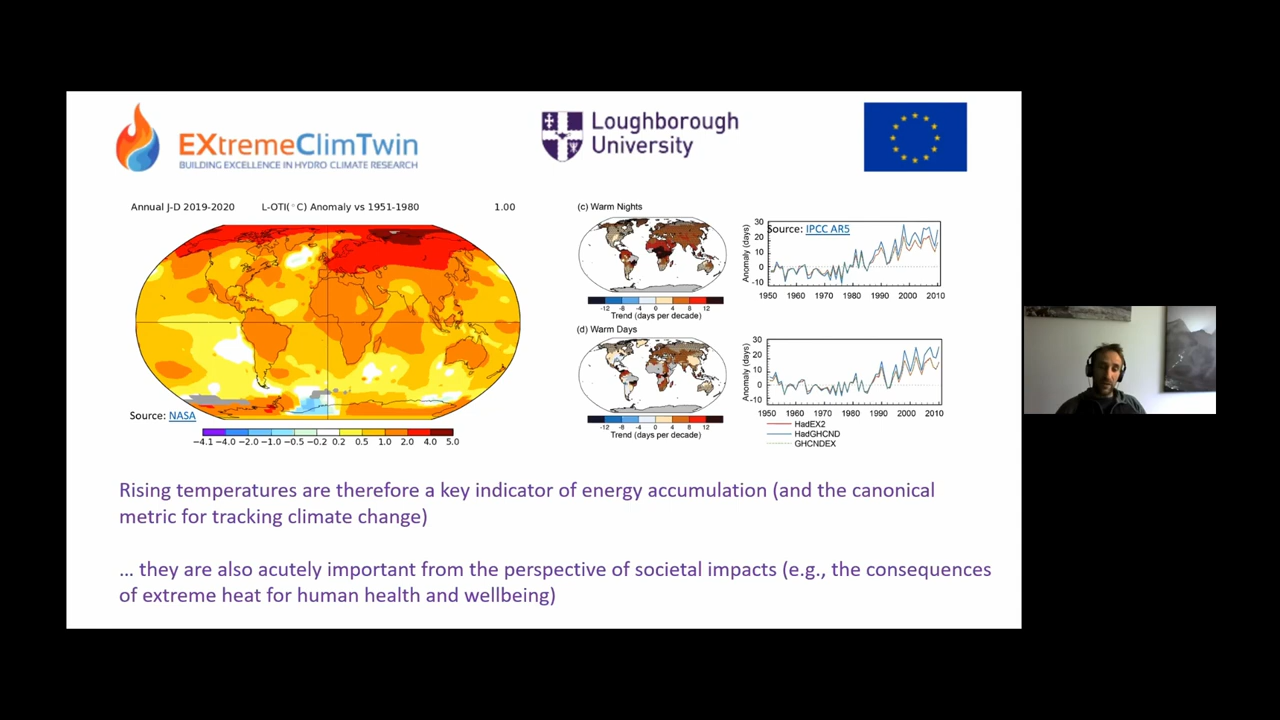 EXtremeClimTwin
BUILDING EXCELLENCE IN HYDRO CLIMATE RESEARCH
Loughborough
University
Annual J-D 2019-2020 L-OTI(°C) Anomaly vs 1951-1980 1.00
Source: NASA
−4.1 −4.0 −2.0 −1.0 −0.5 −0.2 0.2 0.5 1.0 2.0 4.0 5.0
(c) Warm Nights
-12 -8 -4 0 4 8 12
Trend (days per decade)
Source: IPCC AR5
Anomaly (days)
30
20
10
0
-10
1950 1960 1970 1980 1990 2000 2010
(d) Warm Days
-12 -8 -4 0 4 8 12
Trend (days per decade)
Anomaly (days)
30
20
10
0
-10
1950 1960 1970 1980 1990 2000 2010
HadEX2
HadGHCND
GHCNDEX
Rising temperatures are therefore a key indicator of energy accumulation (and the canonical
metric for tracking climate change)
… they are also acutely important from the perspective of societal impacts (e.g., the consequences
of extreme heat for human health and wellbeing)